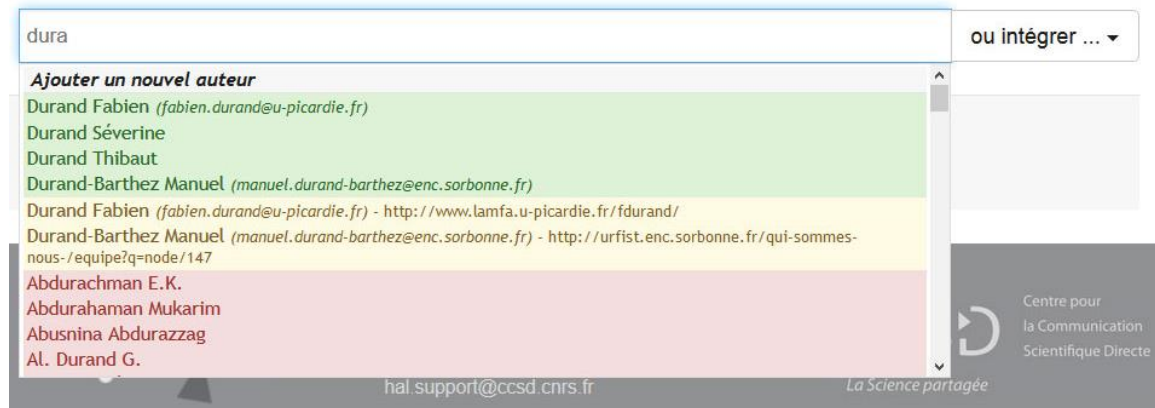 dura
ou intégrer ...
Ajouter un nouvel auteur
Durand Fabien (fabien.durand@u-picardie.fr)
Durand Séverine
Durand Thibaut
Durand-Barthez Manuel (manuel.durand-barthez@enc.sorbonne.fr)
Durand Fabien (fabien.durand@u-picardie.fr) - http://www.lamfa.u-picardie.fr/fdurand/
Durand-Barthez Manuel (manuel.durand-barthez@enc.sorbonne.fr) - http://urfist.enc.sorbonne.fr/qui-sommes-
nous-/equipe?q=node/147
Abdurachman E.K.
Abdurahaman Mukarim
Abusnina Abdurazzag
Al. Durand G.
Centre pour
la Communication
Scientifique Directe
hal.support@ccsd.cnrs.fr
La Science partagée